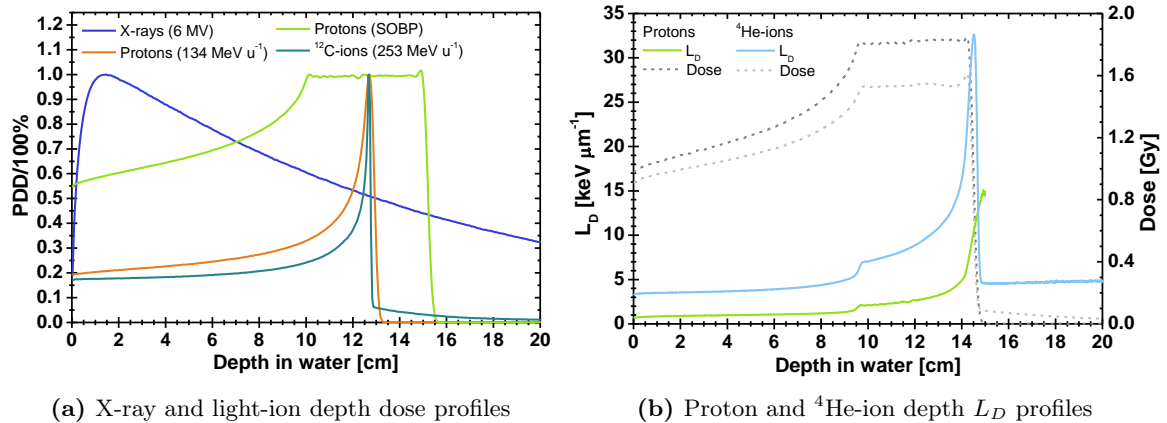 X-rays (6 MV)
Protons (SOBP)
Protons (134 MeV u⁻¹)
¹²C-ions (253 MeV u⁻¹)
PDD/100%
1.2
1.1
1.0
0.9
0.8
0.7
0.6
0.5
0.4
0.3
0.2
0.1
0.0
0 2 4 6 8 10 12 14 16 18 20
Depth in water [cm]
(a) X-ray and light-ion depth dose profiles
Protons ⁴He-ions
L_D L_D
Dose Dose
L_D [keV μm⁻¹]
35
30
25
20
15
10
5
0
Dose [Gy]
2.0
1.6
1.2
0.8
0.4
0.0
0 2 4 6 8 10 12 14 16 18 20
Depth in water [cm]
(b) Proton and ⁴He-ion depth L_D profiles